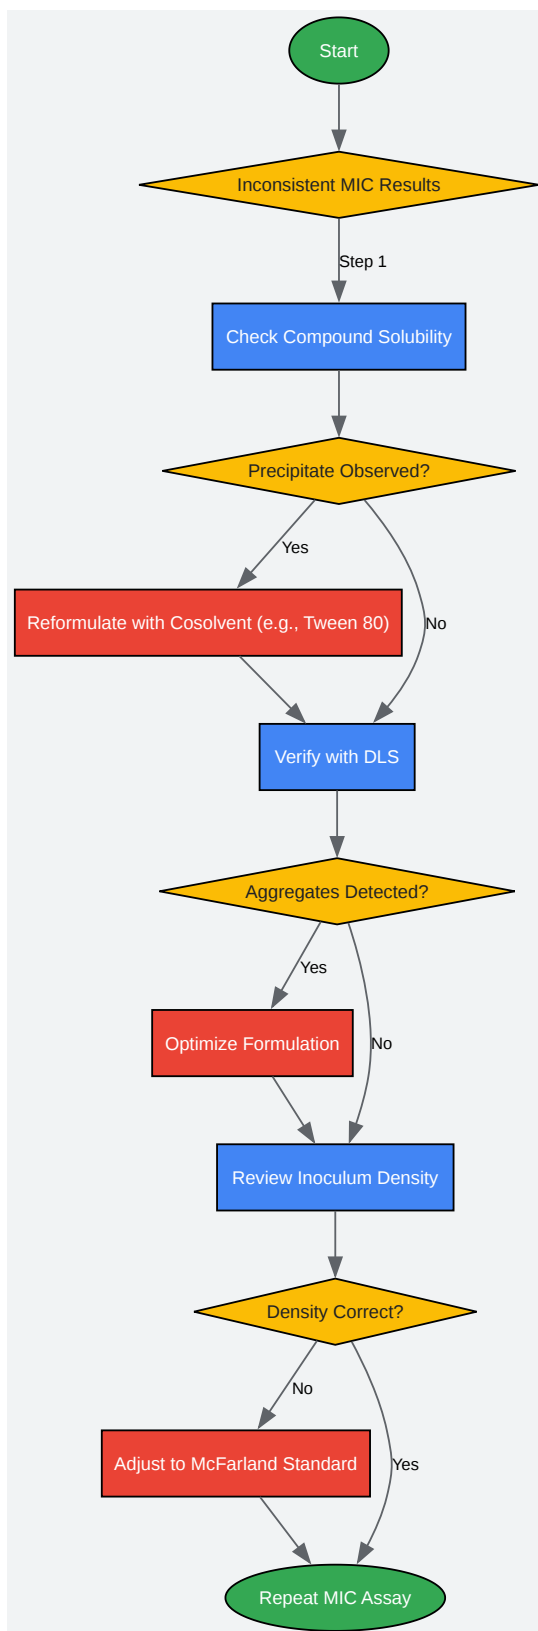 Start
Inconsistent MIC Results
Step 1
Check Compound Solubility
Precipitate Observed?
Yes
Reformulate with Cosolvent (e.g., Tween 80)
No
Verify with DLS
Aggregates Detected?
Yes
Optimize Formulation
No
Review Inoculum Density
Density Correct?
No
Adjust to McFarland Standard
Yes
Repeat MIC Assay